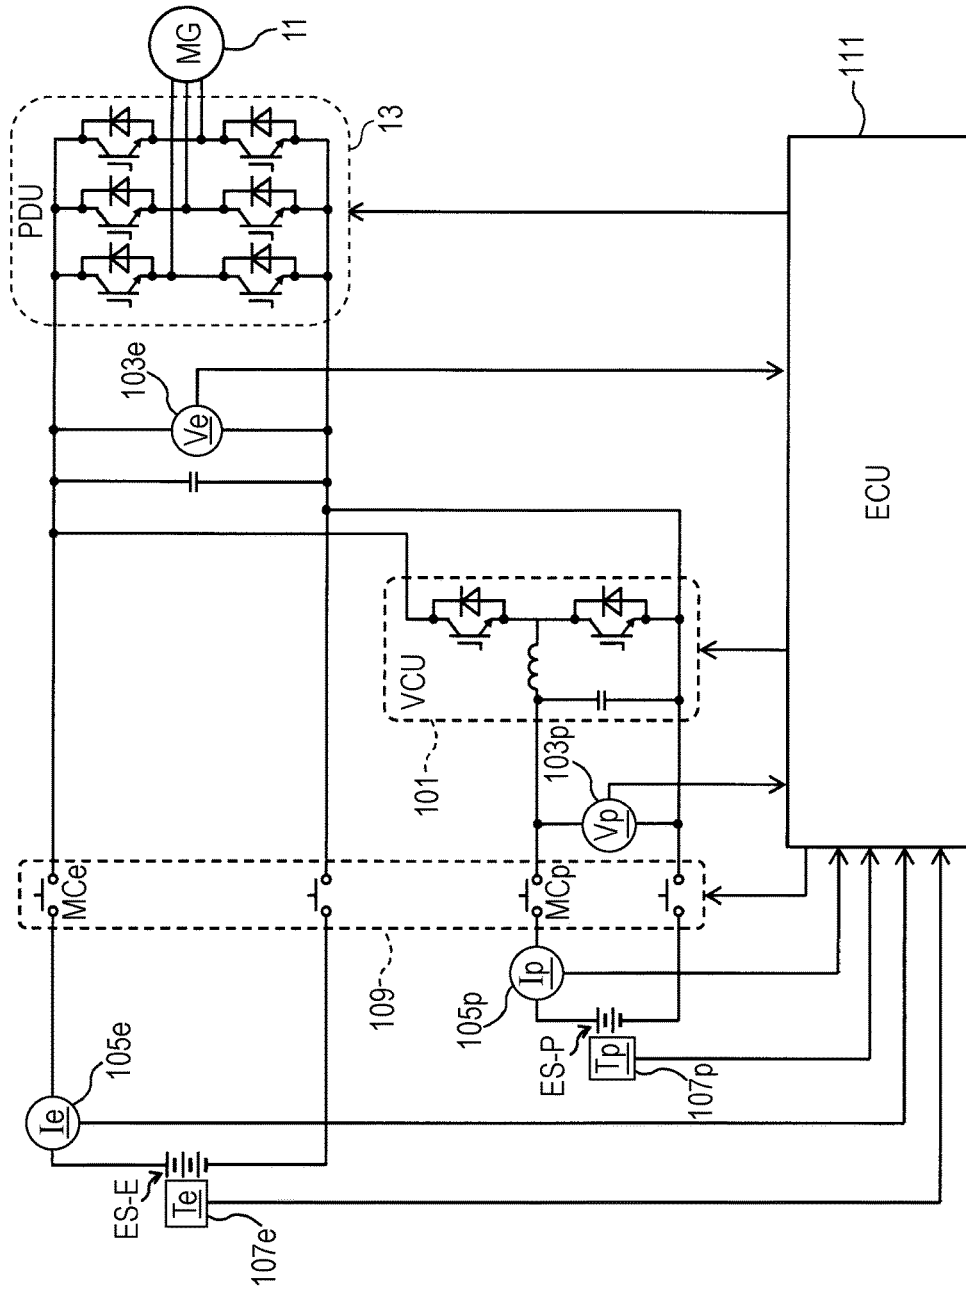 MG
11
PDU
13
111
103e
Ve
ECU
VCU
101
103p
Vp
MCe
MCp
109
Ip
105p
105e
Ie
ES-P
Tp
107p
ES-E
Te
107e